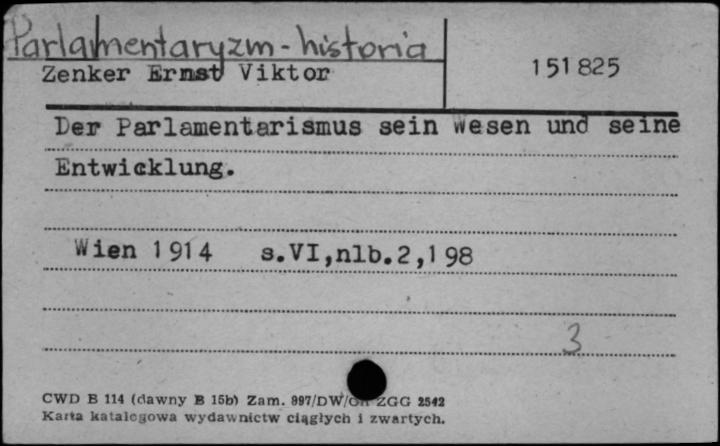 Parlamentaryzm - historia
Zenker Ernst Viktor
151825
Der Parlamentarismus sein Wesen und seine
Entwicklung.
Wien 1914 s.VI,nlb.2,198
3
CWD B 114 (dawny B 15b) Zam. 997/DW/ ZGG 2542
Karta katalogowa wydawnictw ciągłych i zwartych.